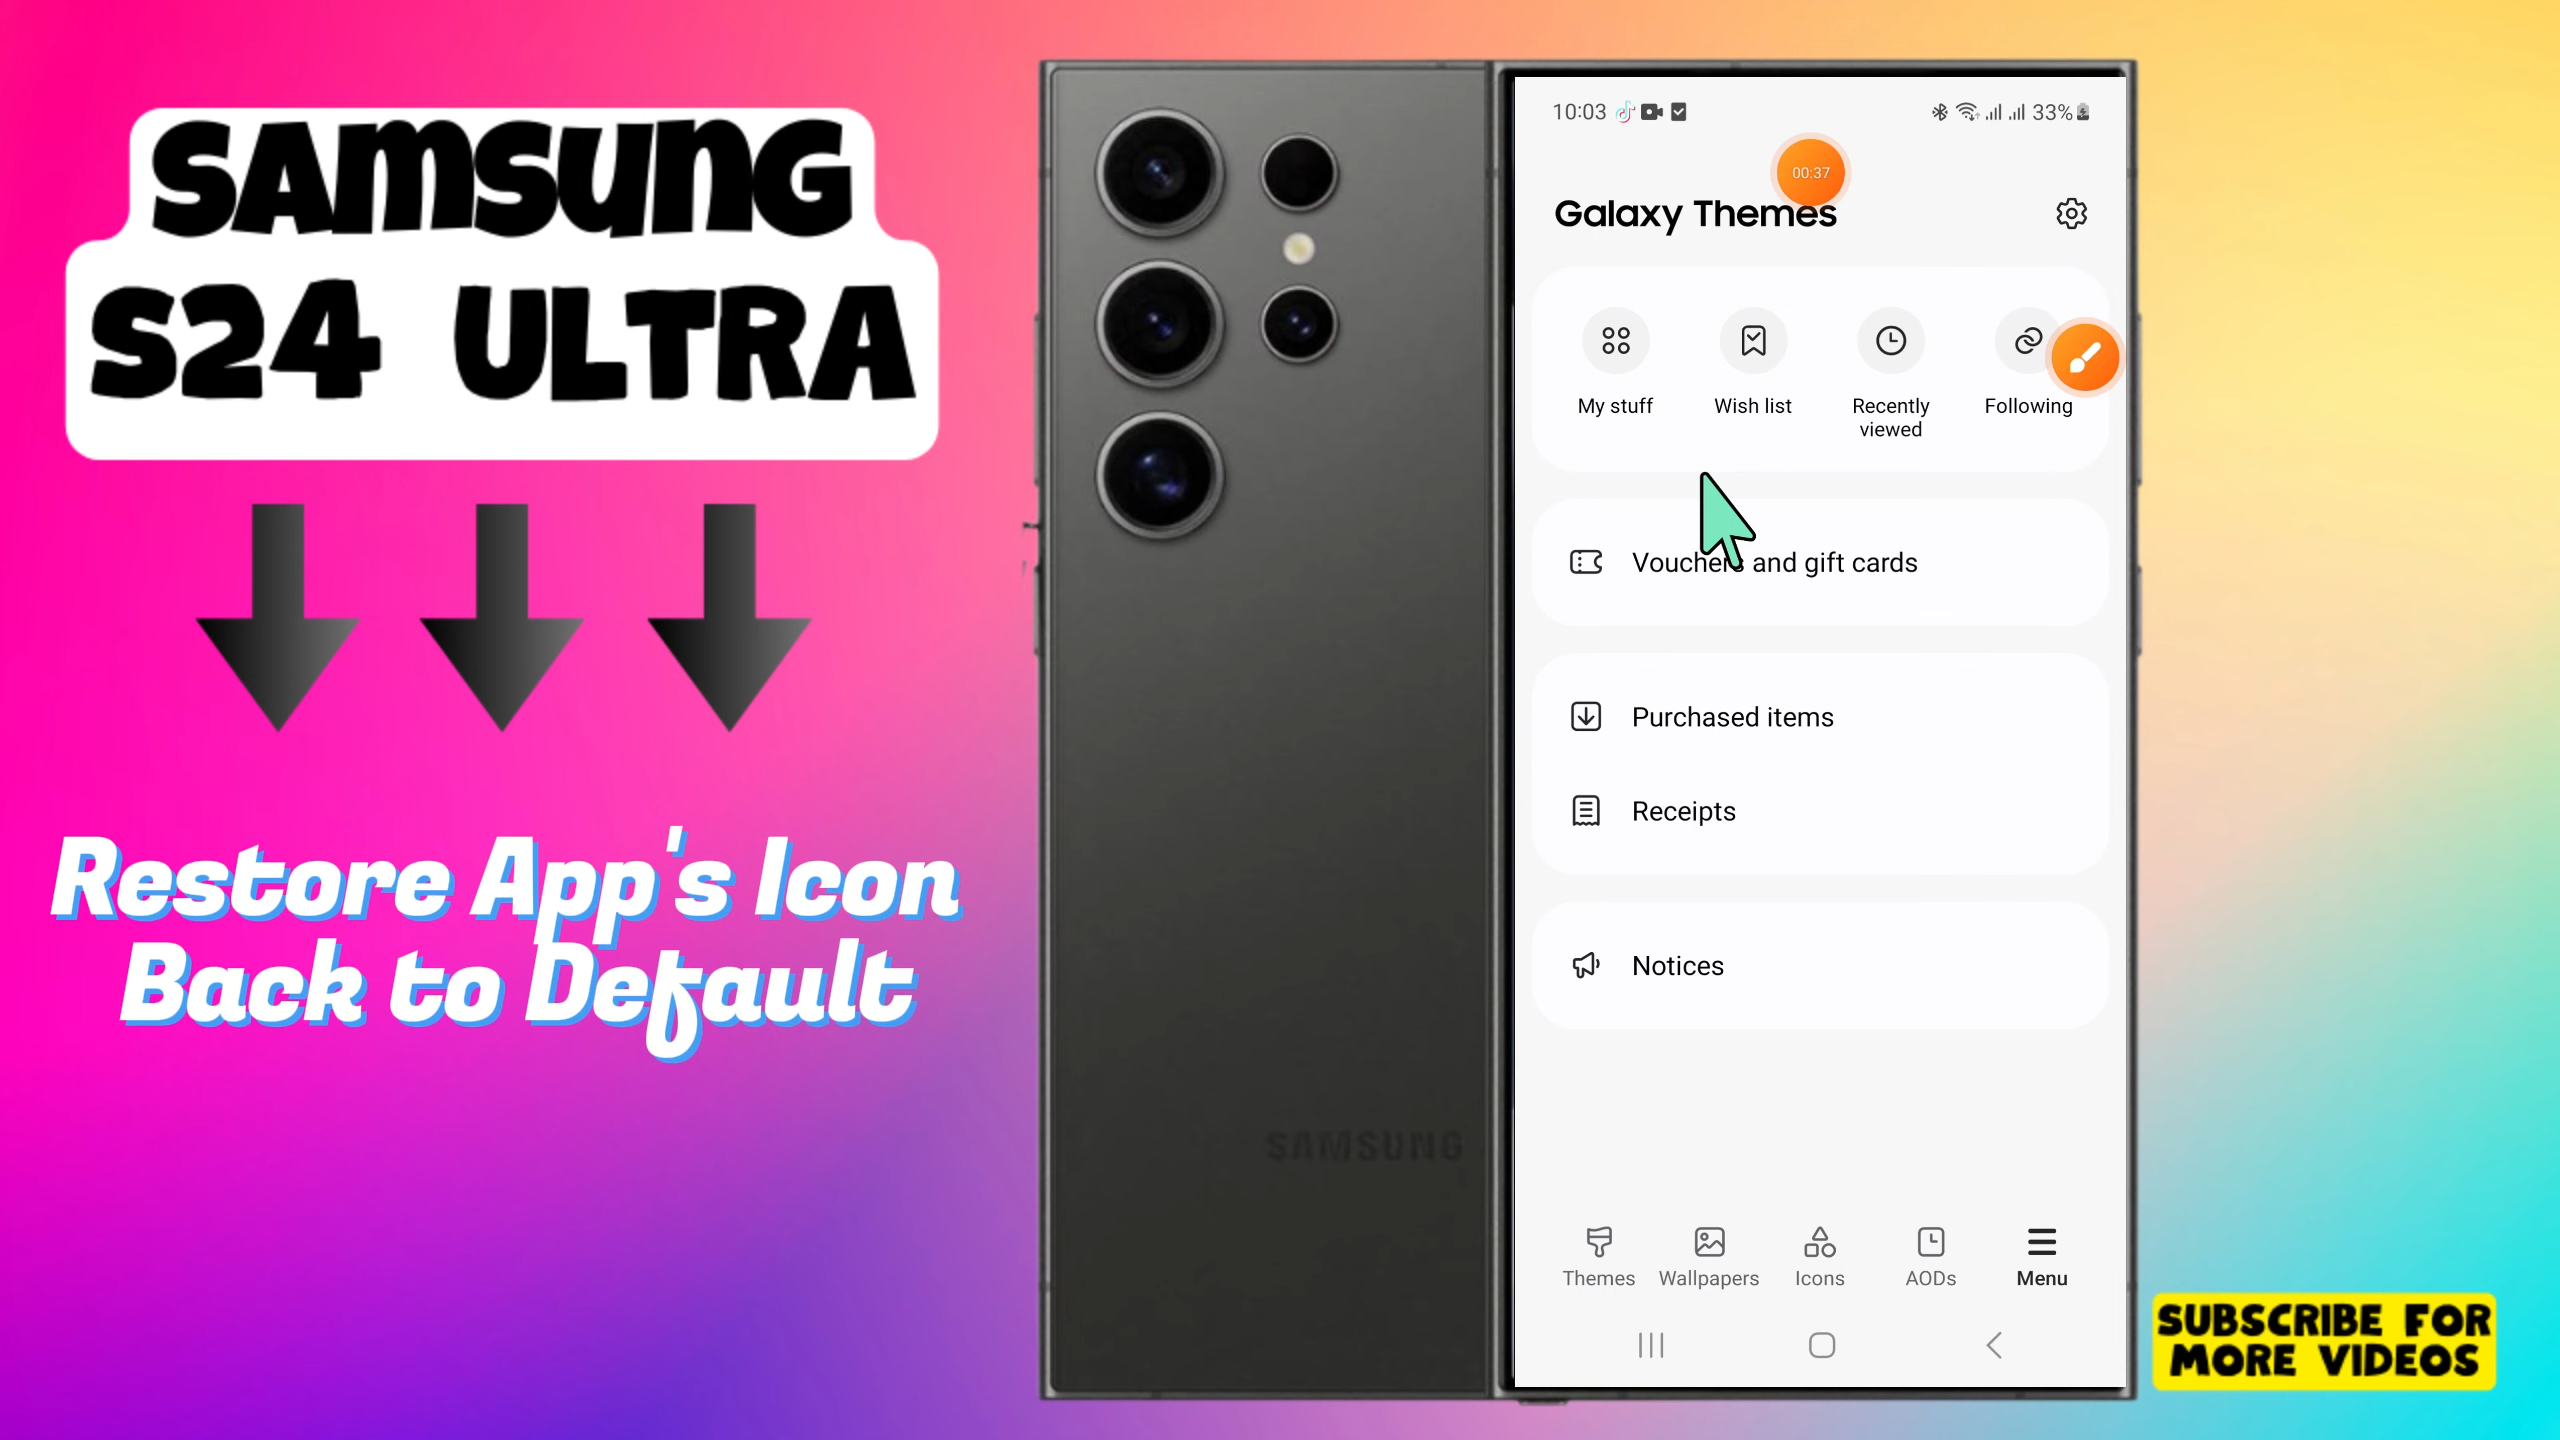 SAMSUNG
S24 ULTRA
Restore App's Icon
Back to Default
10:03
33%
00:37
Galaxy Themes
My stuff
Wish list
Recently
viewed
Following
Vouchers and gift cards
Purchased items
Receipts
Notices
Themes
Wallpapers
Icons
AODs
Menu
SAMSUNG
SUBSCRIBE FOR
MORE VIDEOS